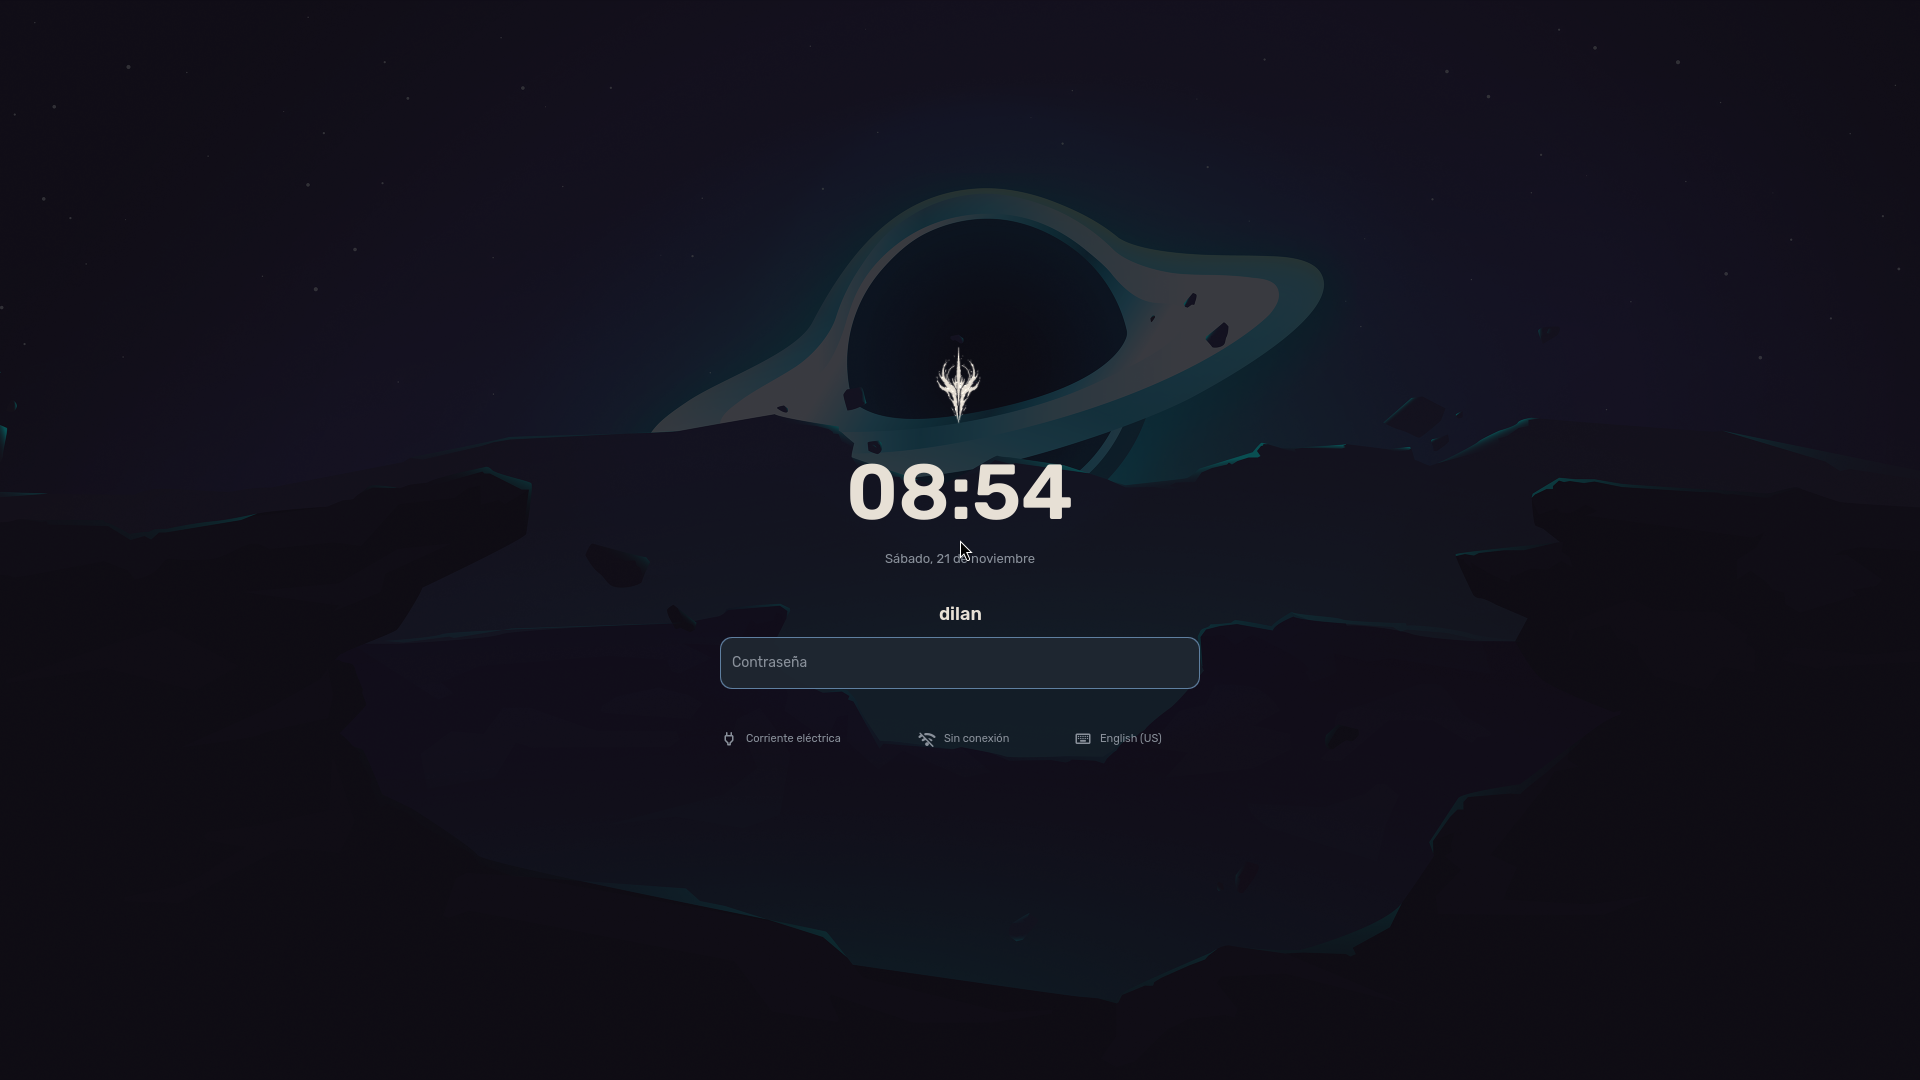 08:54
Sábado, 21 de noviembre
dilan
Contraseña
Corriente eléctrica
Sin conexión
English (US)